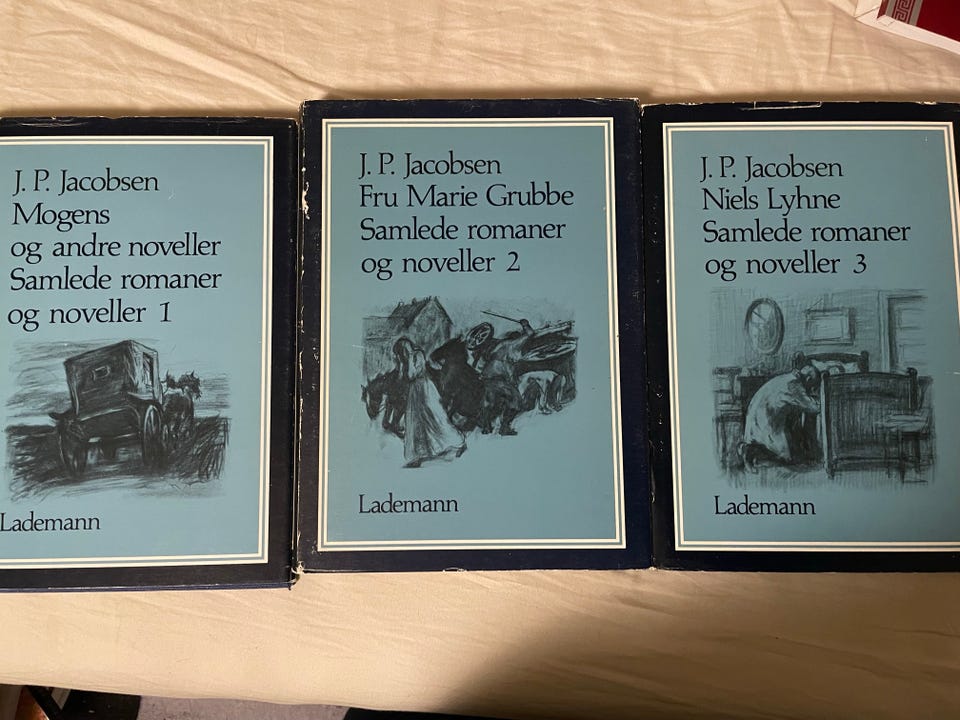 J. P. Jacobsen
Mogens
og andre noveller
Samlede romaner
og noveller 1
Lademann
J. P. Jacobsen
Fru Marie Grubbe
Samlede romaner
og noveller 2
Lademann
J. P. Jacobsen
Niels Lyhne
Samlede romaner
og noveller 3
Lademann